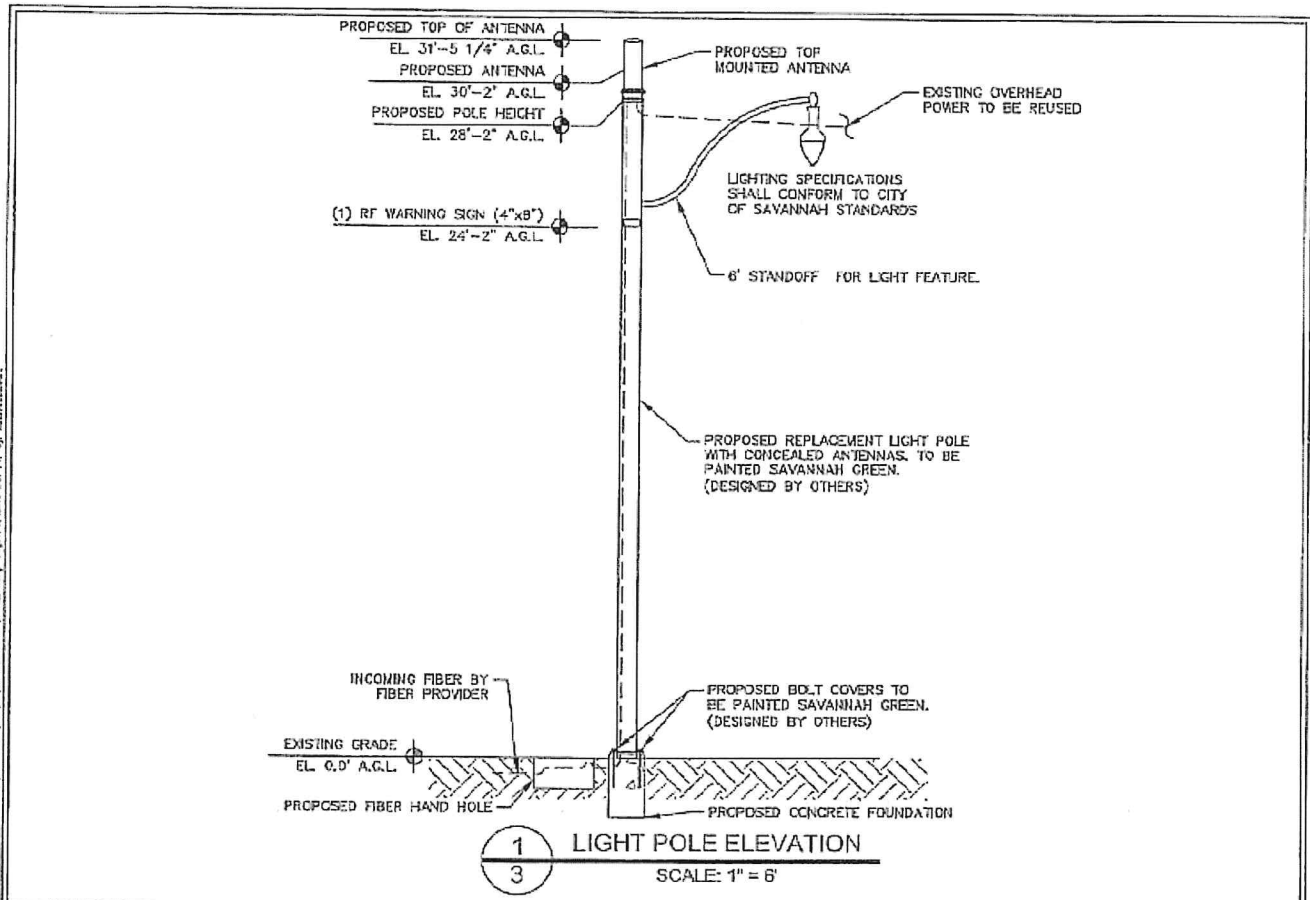 PROPOSED TOP OF ANTENNA
EL. 31'-5 1/4" A.G.L.
PROPOSED ANTENNA
EL. 30'-2" A.G.L.
PROPOSED POLE HEIGHT
EL. 28'-2" A.G.L.
PROPOSED TOP
MOUNTED ANTENNA
EXISTING OVERHEAD
POWER TO BE REUSED
LIGHTING SPECIFICATIONS
SHALL CONFORM TO CITY
OF SAVANNAH STANDARDS
(1) RF WARNING SIGN (4"x8")
EL. 24'-2" A.G.L.
6' STANDOFF FOR LIGHT FEATURE.
PROPOSED REPLACEMENT LIGHT POLE
WITH CONCEALED ANTENNAS. TO BE
PAINTED SAVANNAH GREEN.
(DESIGNED BY OTHERS)
INCOMING FIBER BY
FIBER PROVIDER
PROPOSED BOLT COVERS TO
BE PAINTED SAVANNAH GREEN.
(DESIGNED BY OTHERS)
EXISTING GRADE
EL. 0.0' A.G.L.
PROPOSED FIBER HAND HOLE
PROPOSED CONCRETE FOUNDATION
1
3
LIGHT POLE ELEVATION
SCALE: 1" = 6'